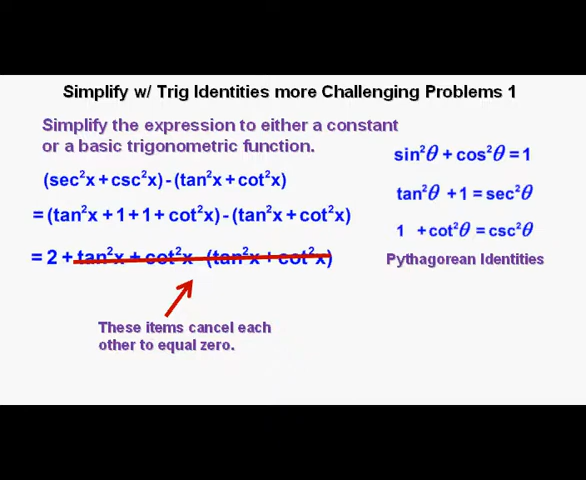 Simplify w/ Trig Identities more Challenging Problems 1
Simplify the expression to either a constant
or a basic trigonometric function.
(sec²x + csc²x) - (tan²x + cot²x)
= (tan²x + 1 + 1 + cot²x) - (tan²x + cot²x)
= 2 + tan²x + cot²x - (tan²x + cot²x)
These items cancel each
other to equal zero.
sin²θ + cos²θ = 1
tan²θ + 1 = sec²θ
1 + cot²θ = csc²θ
Pythagorean Identities